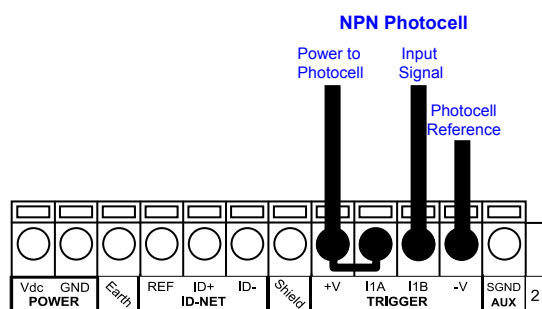 NPN Photocell
Power to Photocell
Input Signal
Photocell Reference
Vdc GND Earth REF ID+ ID- Shield +V I1A I1B -V SGND
POWER ID-NET TRIGGER AUX 2